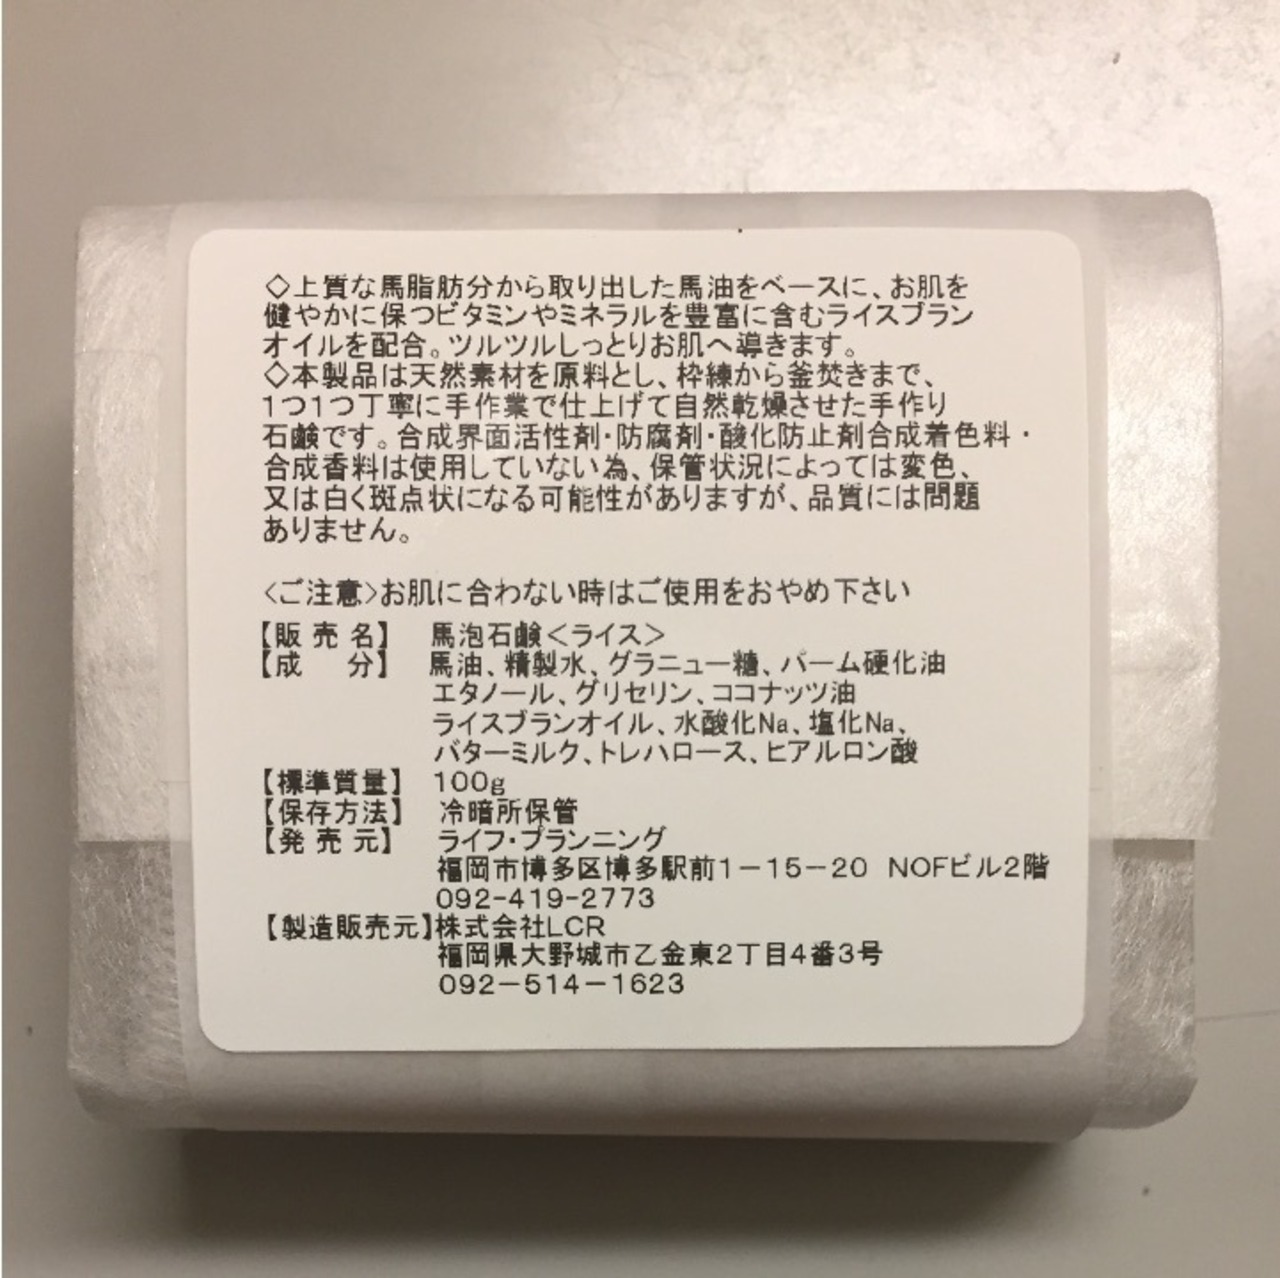 ◇上質な馬脂肪分から取り出した馬油をベースに、お肌を
健やかに保つビタミンやミネラルを豊富に含むライスブラン
オイルを配合。ツルツルしっとりお肌へ導きます。
◇本製品は天然素材を原料とし、枠練から釜焚きまで、
1つ1つ丁寧に手作業で仕上げて自然乾燥させた手作り
石鹸です。合成界面活性剤・防腐剤・酸化防止剤合成着色料・
合成香料は使用していない為、保管状況によっては変色、
又は白く斑点状になる可能性がありますが、品質には問題
ありません。
<ご注意>お肌に合わない時はご使用をおやめ下さい
【販 売 名】 馬泡石鹸<ライス>
【成 分】 馬油、精製水、グラニュー糖、パーム硬化油
エタノール、グリセリン、ココナッツ油
ライスブランオイル、水酸化Na、塩化Na、
バターミルク、トレハロース、ヒアルロン酸
【標準質量】 100g
【保存方法】 冷暗所保管
【発 売 元】 ライフ・プランニング
福岡市博多区博多駅前1-15-20 NOFビル2階
092-419-2773
【製造販売元】株式会社LCR
福岡県大野城市乙金東2丁目4番3号
092-514-1623